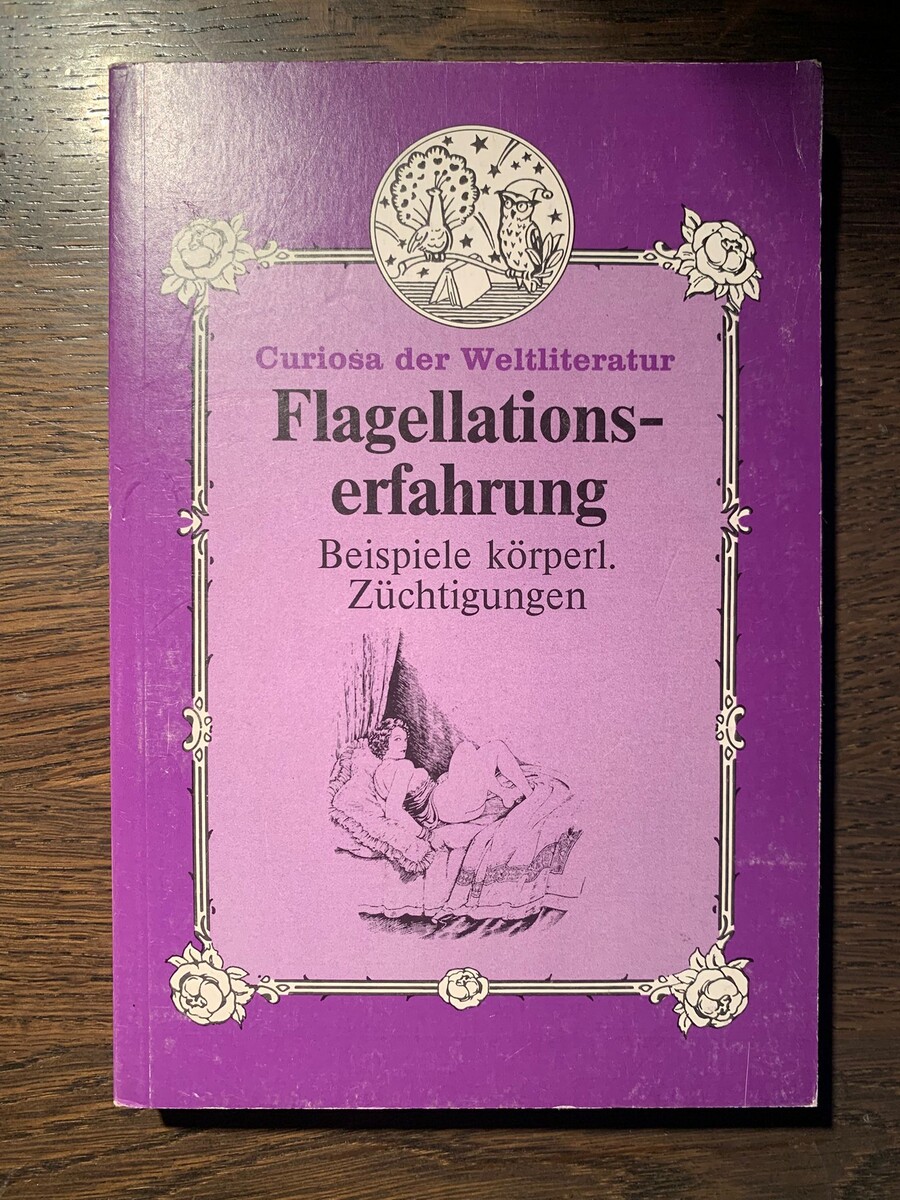 Curiosa der Weltliteratur
Flagellations-
erfahrung
Beispiele körperl.
Züchtigungen